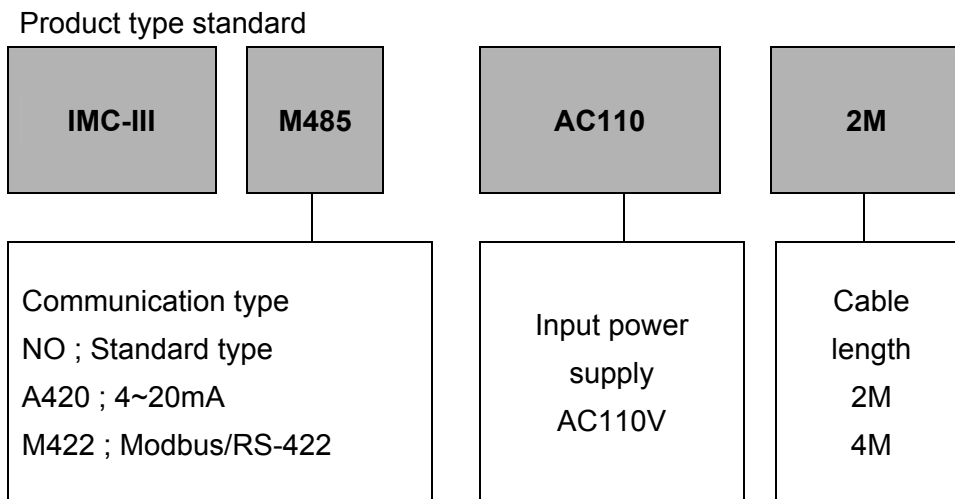 Product type standard
IMC-III
M485
AC110
2M
Communication type
NO ; Standard type
A420 ; 4~20mA
M422 ; Modbus/RS-422
Input power
supply
AC110V
Cable
length
2M
4M